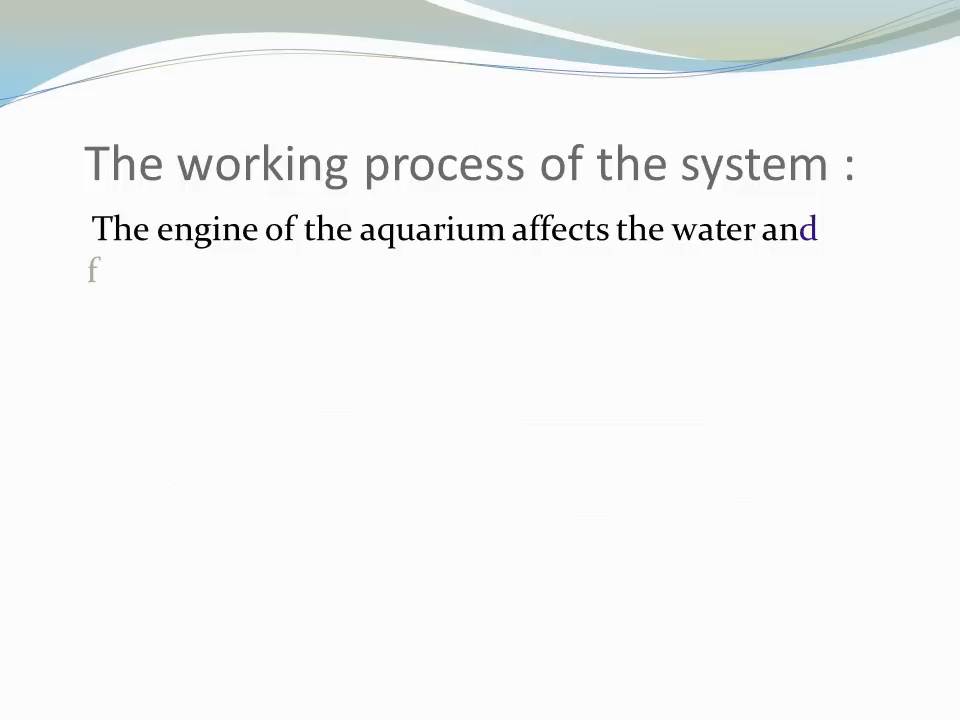 The working process of the system :
The engine of the aquarium affects the water and
f